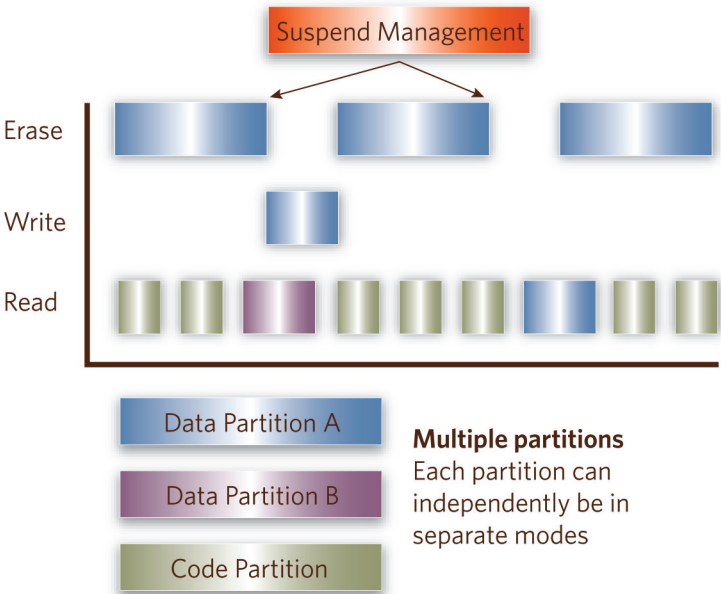 Suspend Management
Erase
Write
Read
Data Partition A
Data Partition B
Code Partition
Multiple partitions
Each partition can
independently be in
separate modes